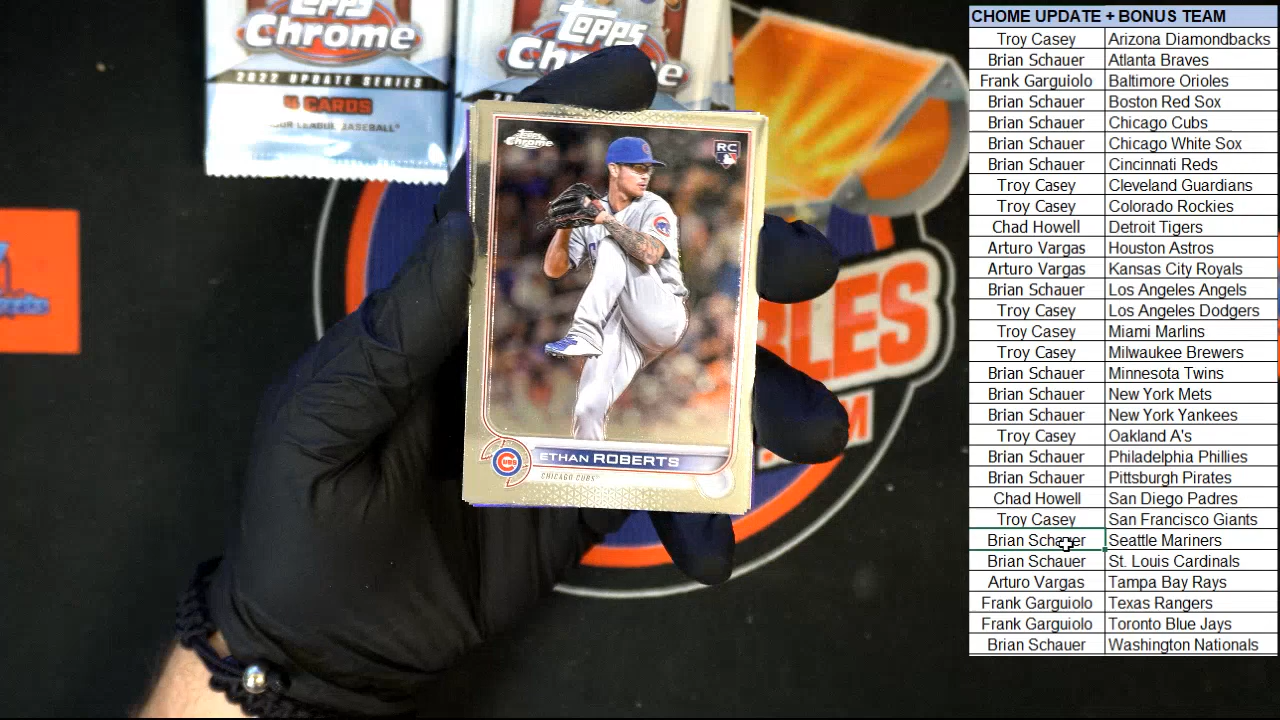 Topps
Chrome
2022 UPDATE SERIES
4 CARDS
Topps
Chrome
Topps
Chrome
RC
CUBS
ETHAN ROBERTS
CHICAGO CUBS
CHOME UPDATE + BONUS TEAM
Troy Casey Arizona Diamondbacks
Brian Schauer Atlanta Braves
Frank Garguiolo Baltimore Orioles
Brian Schauer Boston Red Sox
Brian Schauer Chicago Cubs
Brian Schauer Chicago White Sox
Brian Schauer Cincinnati Reds
Troy Casey Cleveland Guardians
Troy Casey Colorado Rockies
Chad Howell Detroit Tigers
Arturo Vargas Houston Astros
Arturo Vargas Kansas City Royals
Brian Schauer Los Angeles Angels
Troy Casey Los Angeles Dodgers
Troy Casey Miami Marlins
Troy Casey Milwaukee Brewers
Brian Schauer Minnesota Twins
Brian Schauer New York Mets
Brian Schauer New York Yankees
Troy Casey Oakland A's
Brian Schauer Philadelphia Phillies
Brian Schauer Pittsburgh Pirates
Chad Howell San Diego Padres
Troy Casey San Francisco Giants
Brian Schauer Seattle Mariners
Brian Schauer St. Louis Cardinals
Arturo Vargas Tampa Bay Rays
Frank Garguiolo Texas Rangers
Frank Garguiolo Toronto Blue Jays
Brian Schauer Washington Nationals